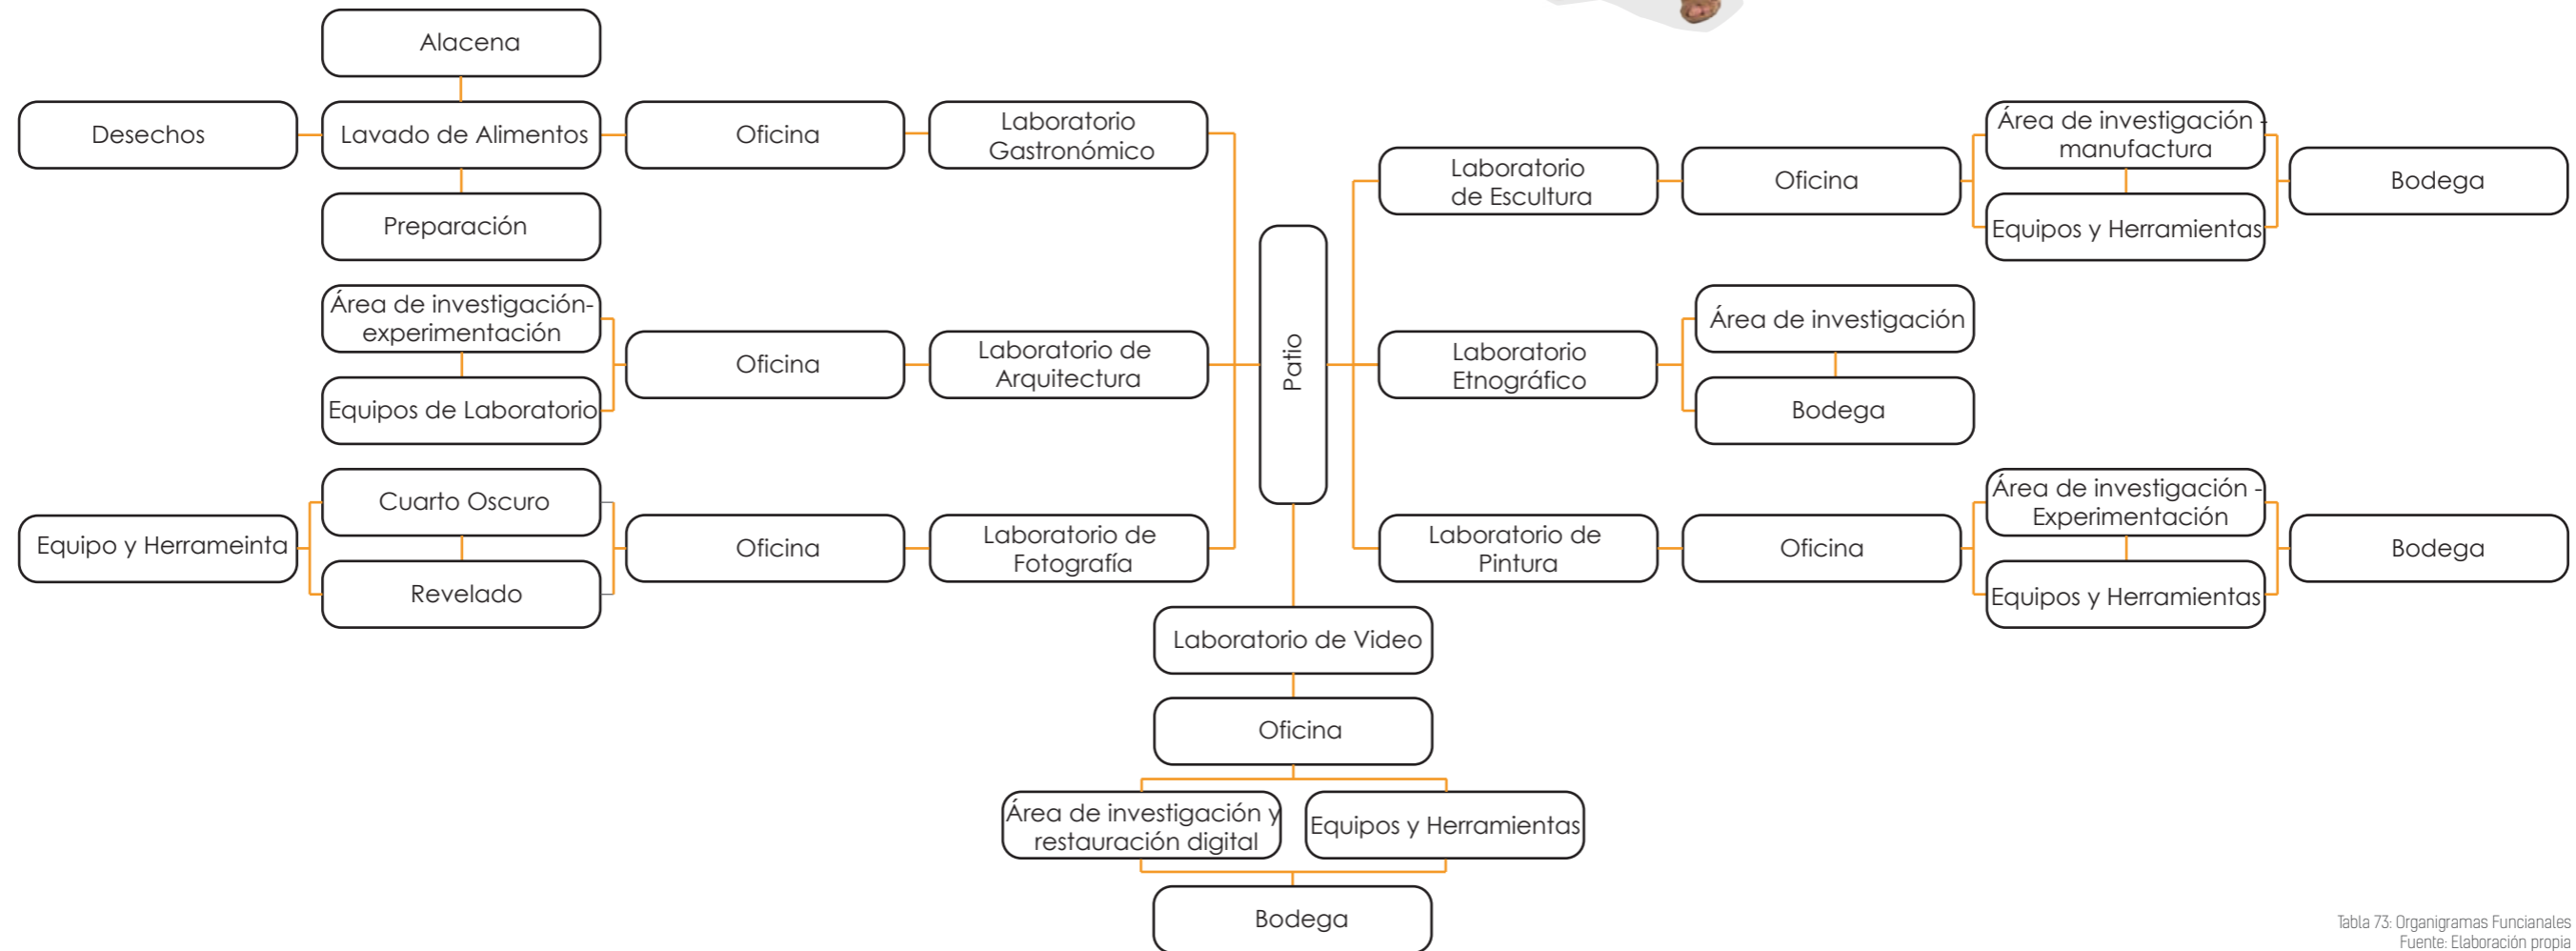 Alacena
Desechos
Lavado de Alimentos
Oficina
Laboratorio
Gastronómico
Preparación
Área de investigación-
experimentación
Equipos de Laboratorio
Oficina
Laboratorio de
Arquitectura
Equipo y Herrameinta
Cuarto Oscuro
Revelado
Oficina
Laboratorio de
Fotografía
Patio
Laboratorio
de Escultura
Oficina
Área de investigación -
manufactura
Equipos y Herramientas
Bodega
Laboratorio
Etnográfico
Área de investigación
Bodega
Laboratorio de
Pintura
Oficina
Área de investigación -
Experimentación
Equipos y Herramientas
Bodega
Laboratorio de Video
Oficina
Área de investigación y
restauración digital
Equipos y Herramientas
Bodega
Tabla 73: Organigramas Funcianales
Fuente: Elaboración propia